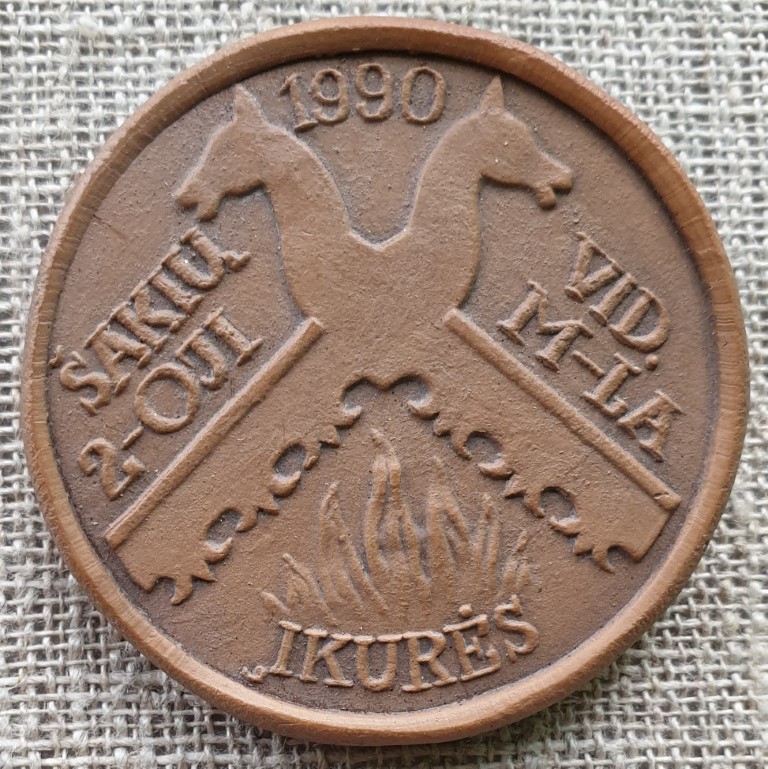 1990
ŠAKIŲ
2-OJI
VID.
M-LA
„IKURĖS